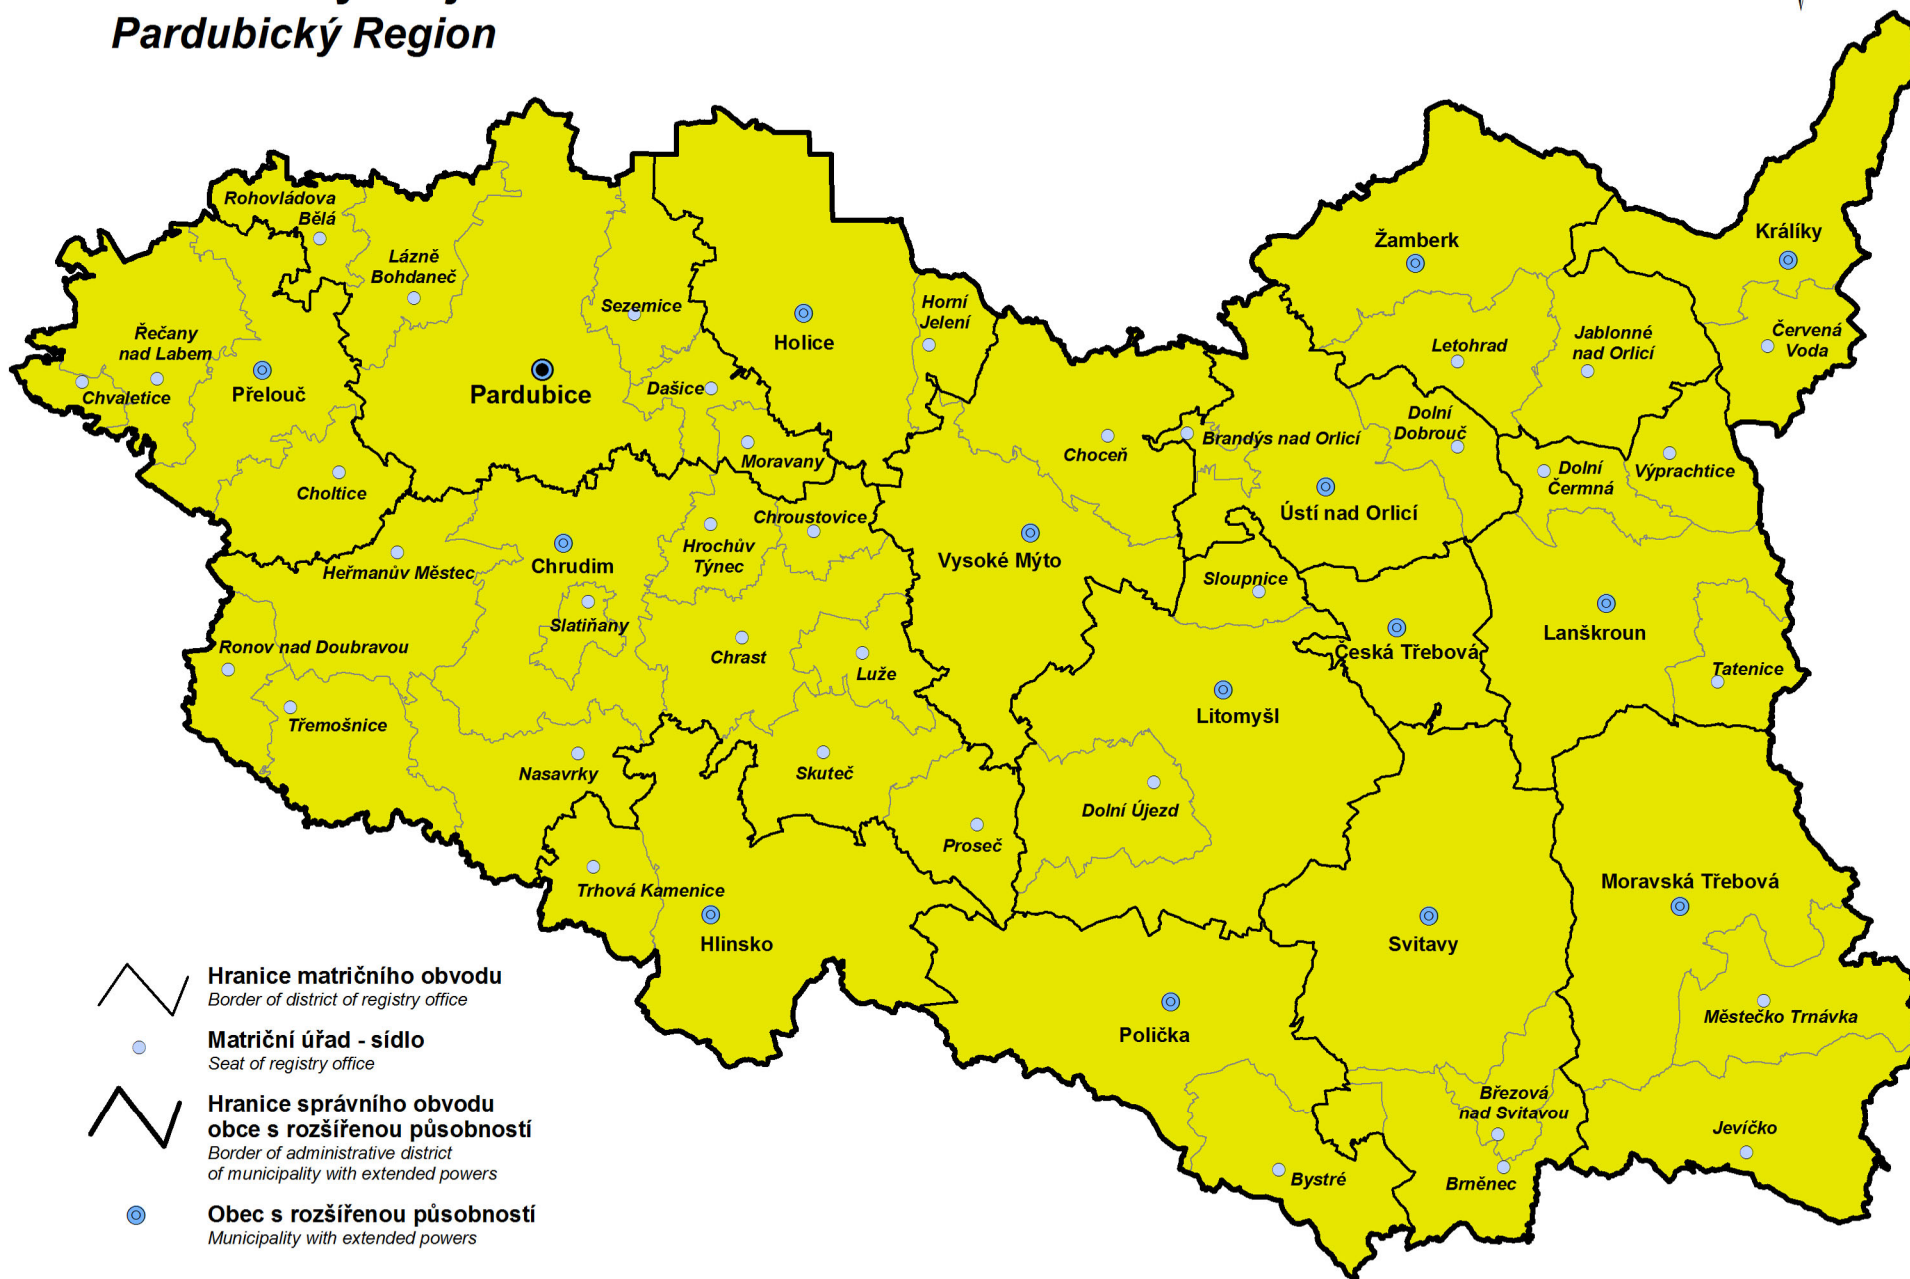 Pardubický Region
Rohovládova
Bělá
Lázně
Bohdaneč
Žamberk
Králíky
Sezemice
Horní
Jelení
Holice
Řečany
nad Labem
Letohrad
Jablonné
nad Orlicí
Červená
Voda
Chvaletice
Přelouč
Pardubice
Dašice
Dolní
Dobrouč
Moravany
Choceň
Brandýs nad Orlicí
Choltice
Dolní
Čermná
Výprachtice
Ústí nad Orlicí
Chroustovice
Hrochův
Týnec
Vysoké Mýto
Heřmanův Městec
Chrudim
Sloupnice
Slatiňany
Lanškroun
Ronov nad Doubravou
Chrast
Luže
Česká Třebová
Tatenice
Třemošnice
Litomyšl
Nasavrky
Skuteč
Dolní Újezd
Proseč
Trhová Kamenice
Moravská Třebová
Hlinsko
Svitavy
Polička
Městečko Trnávka
Březová
nad Svitavou
Jevíčko
Bystré
Brněnec
Hranice matričního obvodu
Border of district of registry office
Matriční úřad - sídlo
Seat of registry office
Hranice správního obvodu
obce s rozšířenou působností
Border of administrative district
of municipality with extended powers
Obec s rozšířenou působností
Municipality with extended powers